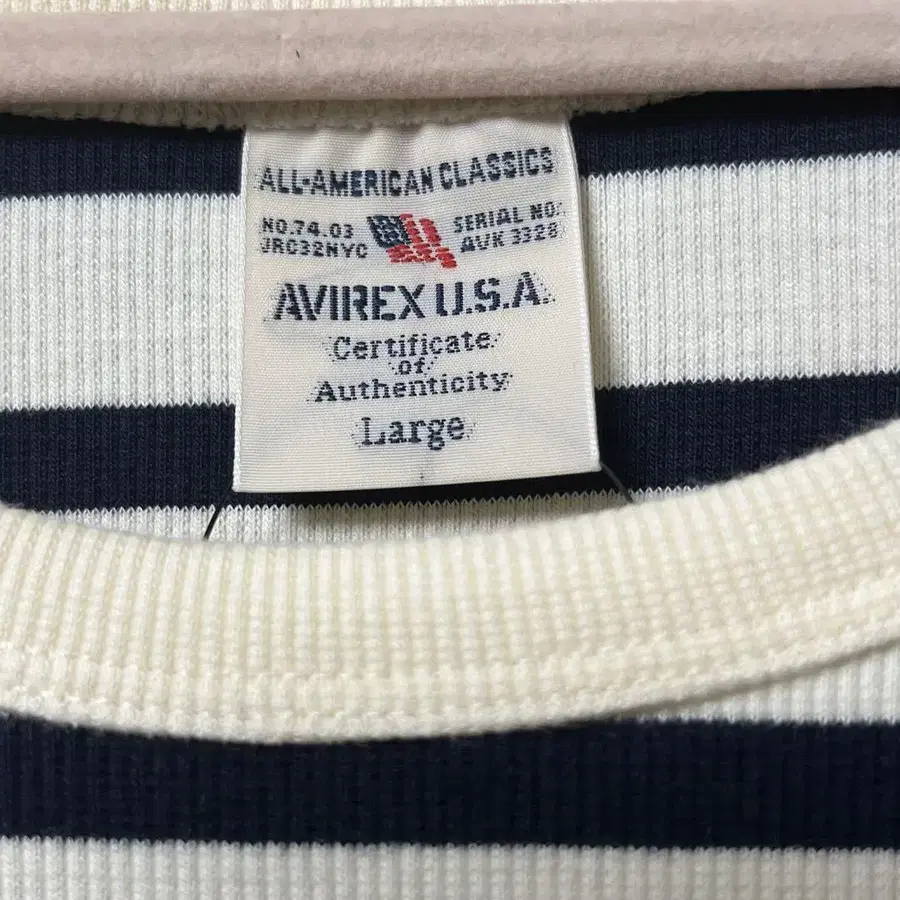 ALL-AMERICAN CLASSICS
NO.74.03
JRC32NYC
SERIAL NO:
AVK 3328
AVIREX U.S.A.
Certificate
of
Authenticity
Large